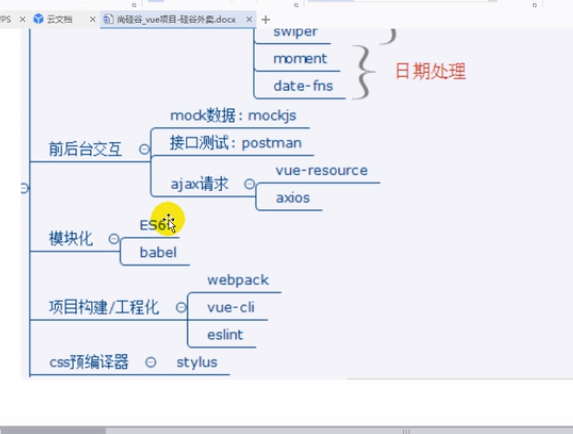 PS
云文档
尚硅谷_vue项目-硅谷外卖.docx
swiper
moment
日期处理
date-fns
mock数据：mockjs
前后台交互
接口测试：postman
vue-resource
ajax请求
axios
ES6
模块化
babel
webpack
项目构建/工程化
vue-cli
eslint
css预编译器
stylus